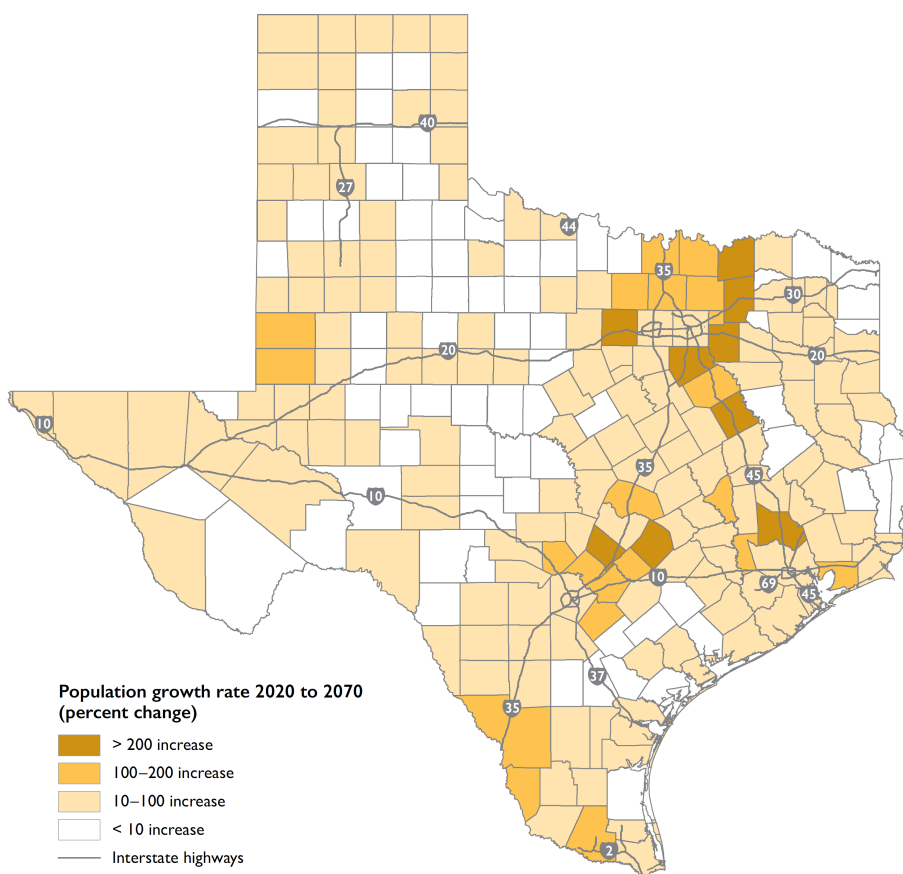 40
27
44
35
30
20
20
10
35
45
10
10
69
45
37
35
2
Population growth rate 2020 to 2070
(percent change)
> 200 increase
100–200 increase
10–100 increase
< 10 increase
Interstate highways